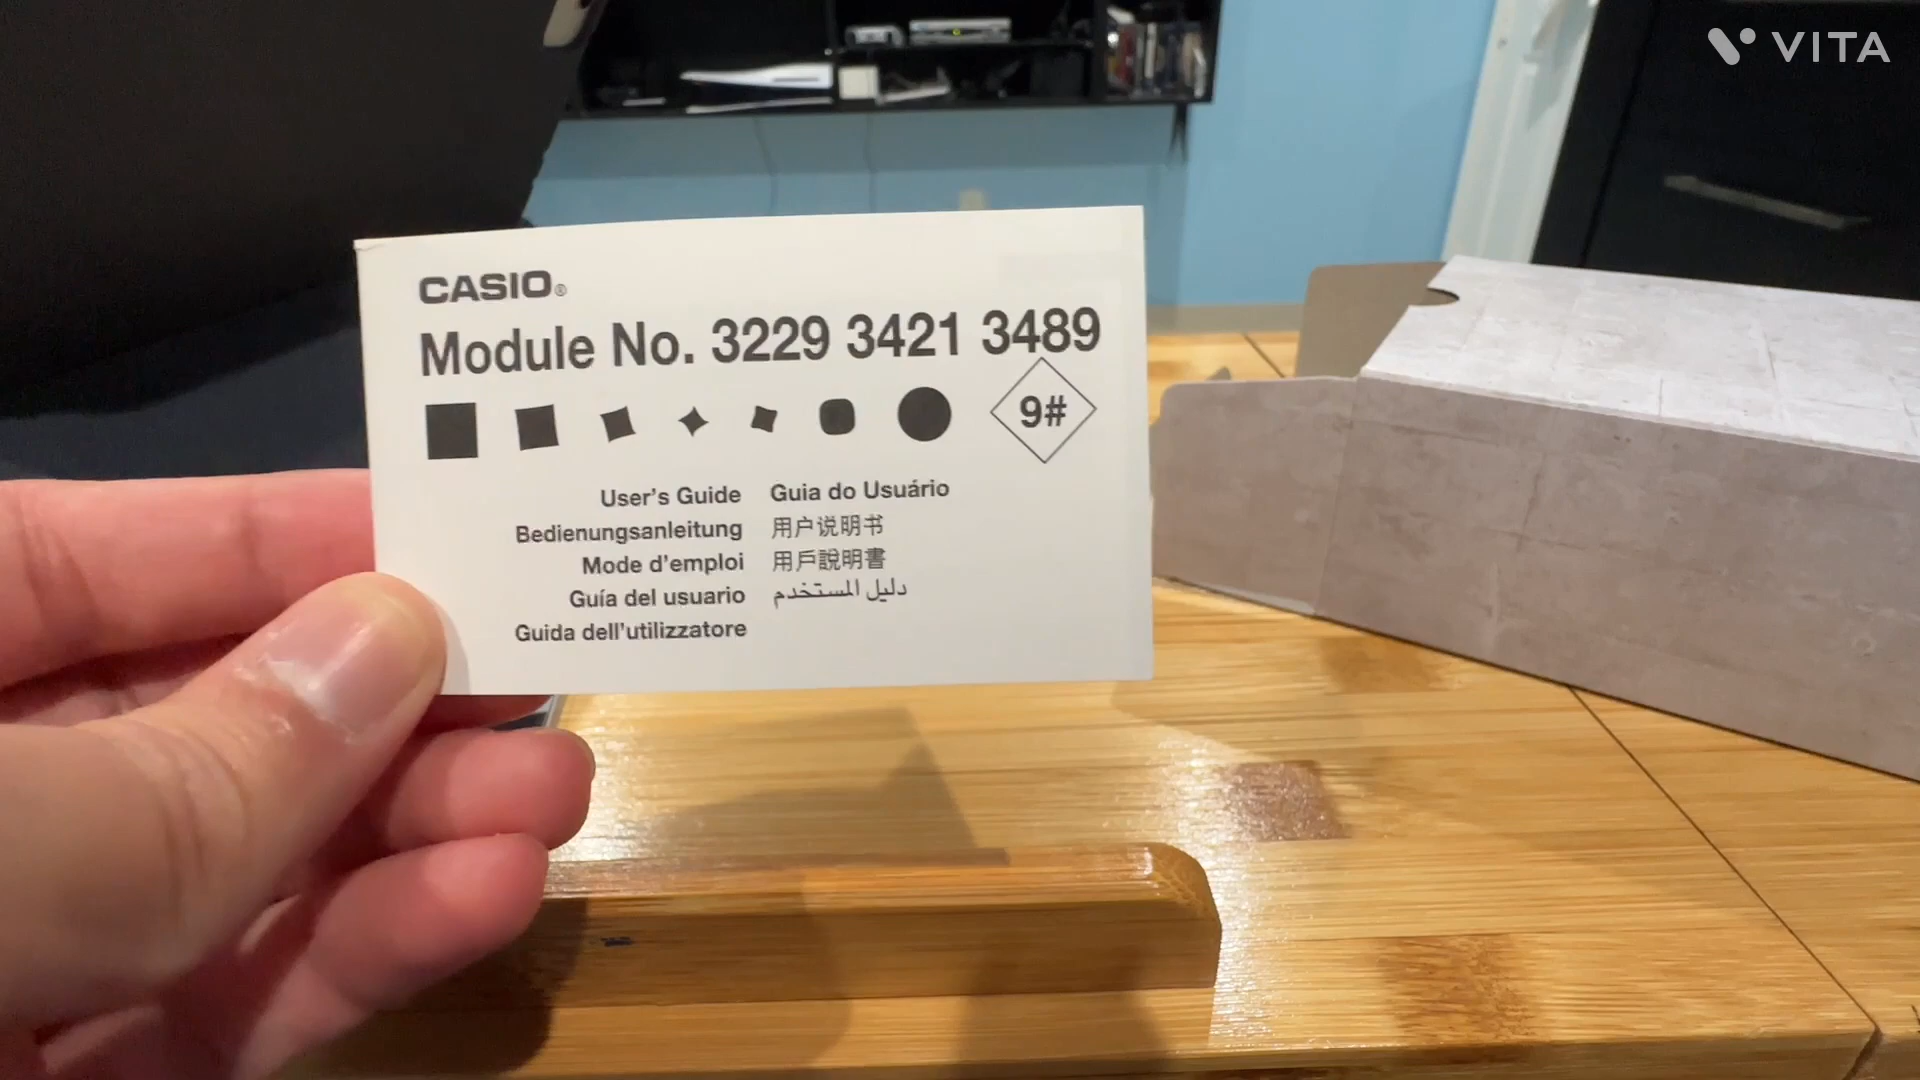 VITA
CASIO®
Module No. 3229 3421 3489
9#
User's Guide
Bedienungsanleitung
Mode d'emploi
Guía del usuario
Guida dell'utilizzatore
Guia do Usuário
用户说明书
用戶說明書
دليل المستخدم